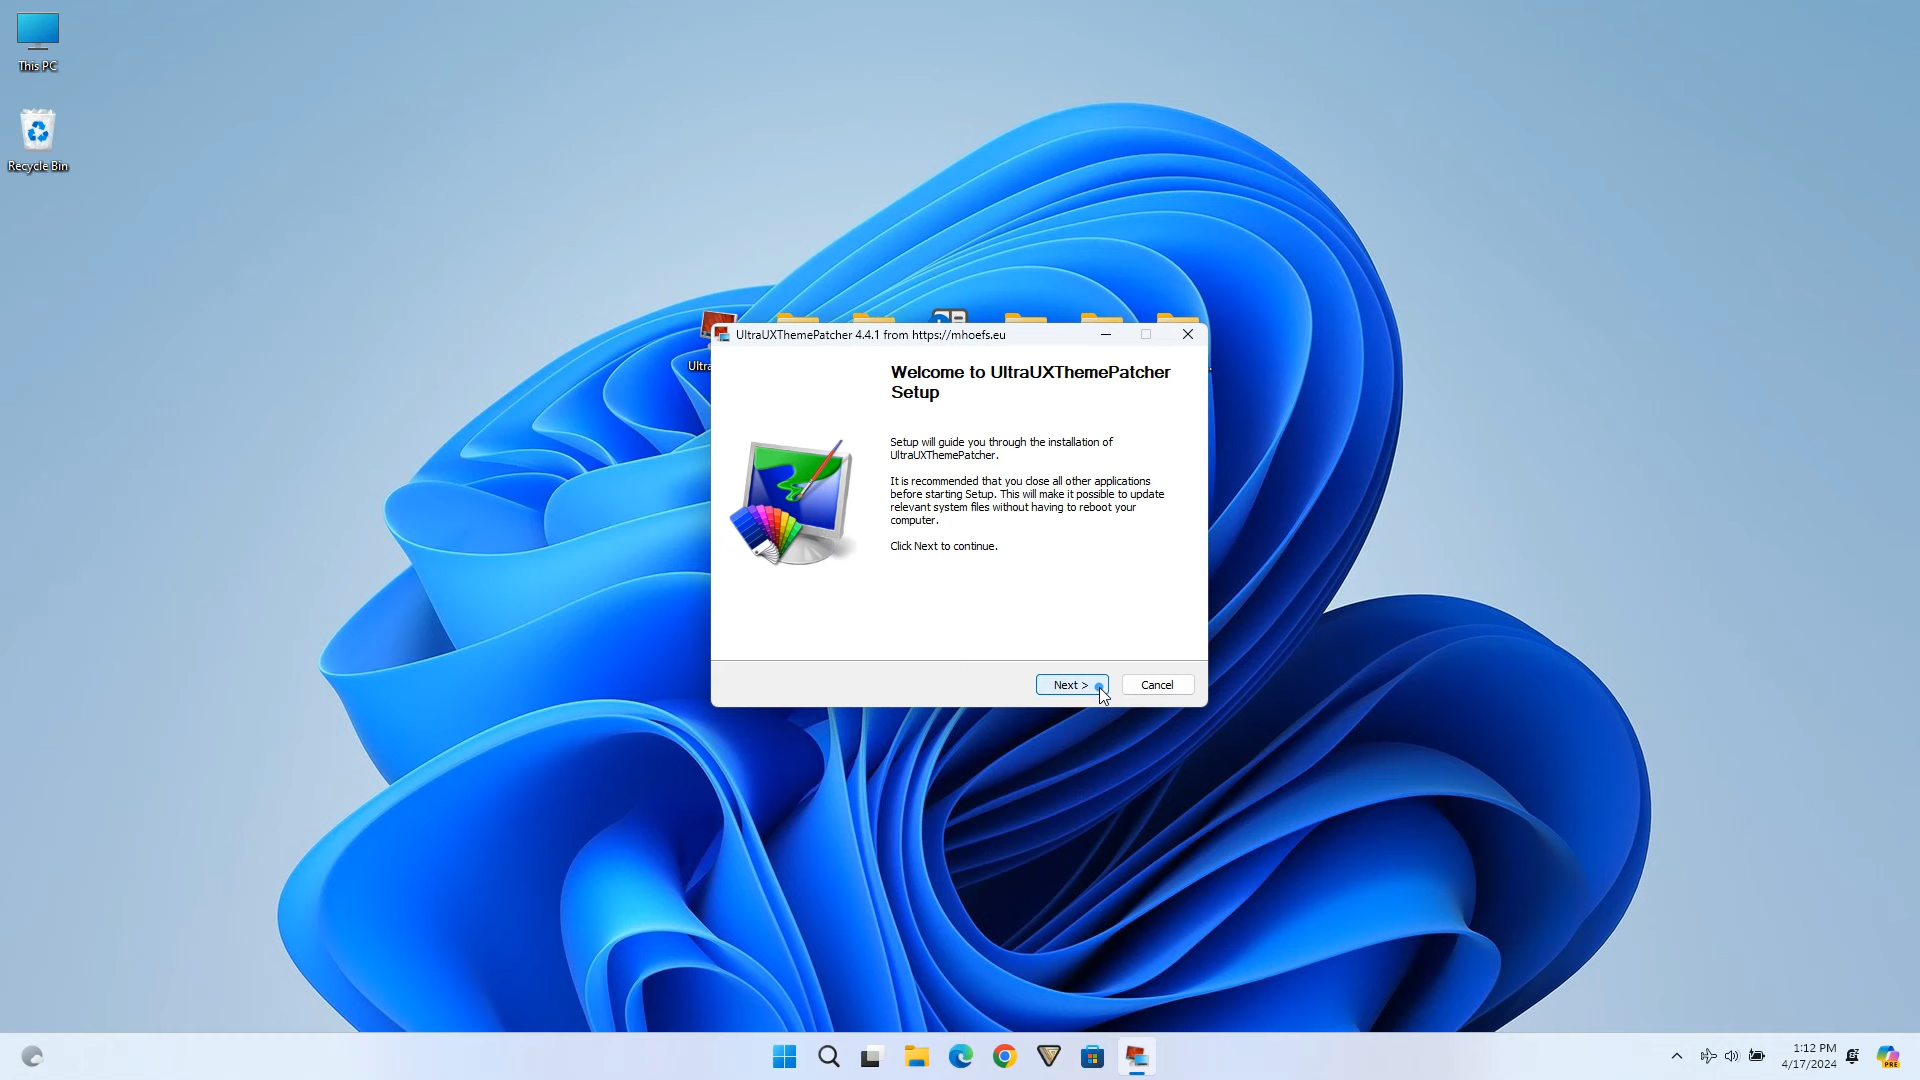 This PC
Recycle Bin
Ultra
UltraUXThemePatcher 4.4.1 from https://mhoefs.eu
Welcome to UltraUXThemePatcher
Setup
Setup will guide you through the installation of
UltraUXThemePatcher.
It is recommended that you close all other applications
before starting Setup. This will make it possible to update
relevant system files without having to reboot your
computer.
Click Next to continue.
Next >
Cancel
1:12 PM
4/17/2024
PRE